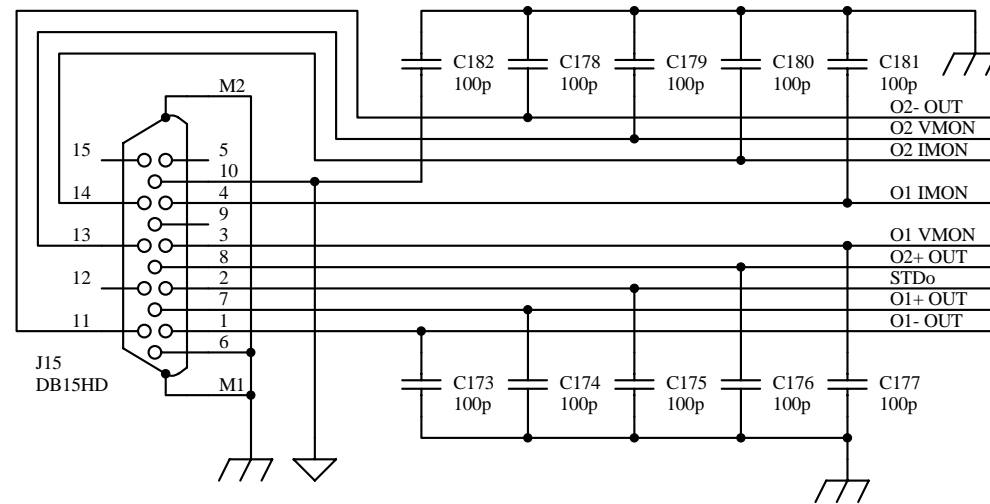 C182
100p
C178
100p
C179
100p
C180
100p
C181
100p
M2
O2- OUT
O2 VMON
15
5
O2 IMON
10
14
4
O1 IMON
9
13
3
O1 VMON
8
O2+ OUT
12
2
STDo
7
O1+ OUT
11
1
O1- OUT
6
J15
DB15HD
M1
C173
100p
C174
100p
C175
100p
C176
100p
C177
100p